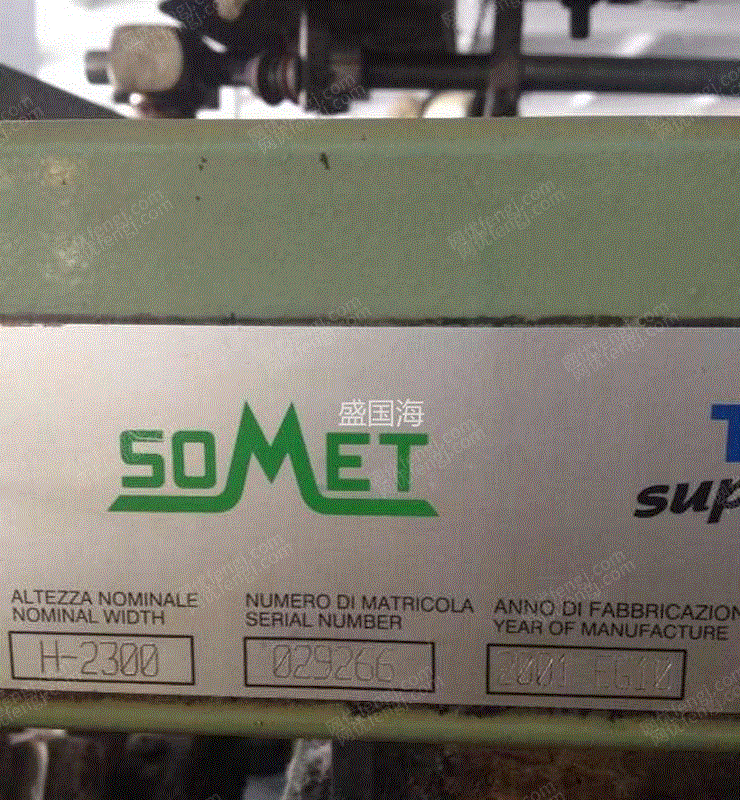 盛国海
SOMET
T
sup
ALTEZZA NOMINALE
NOMINAL WIDTH
H-2300
NUMERO DI MATRICOLA
SERIAL NUMBER
029266
ANNO DI FABBRICAZION
YEAR OF MANUFACTURE
2001